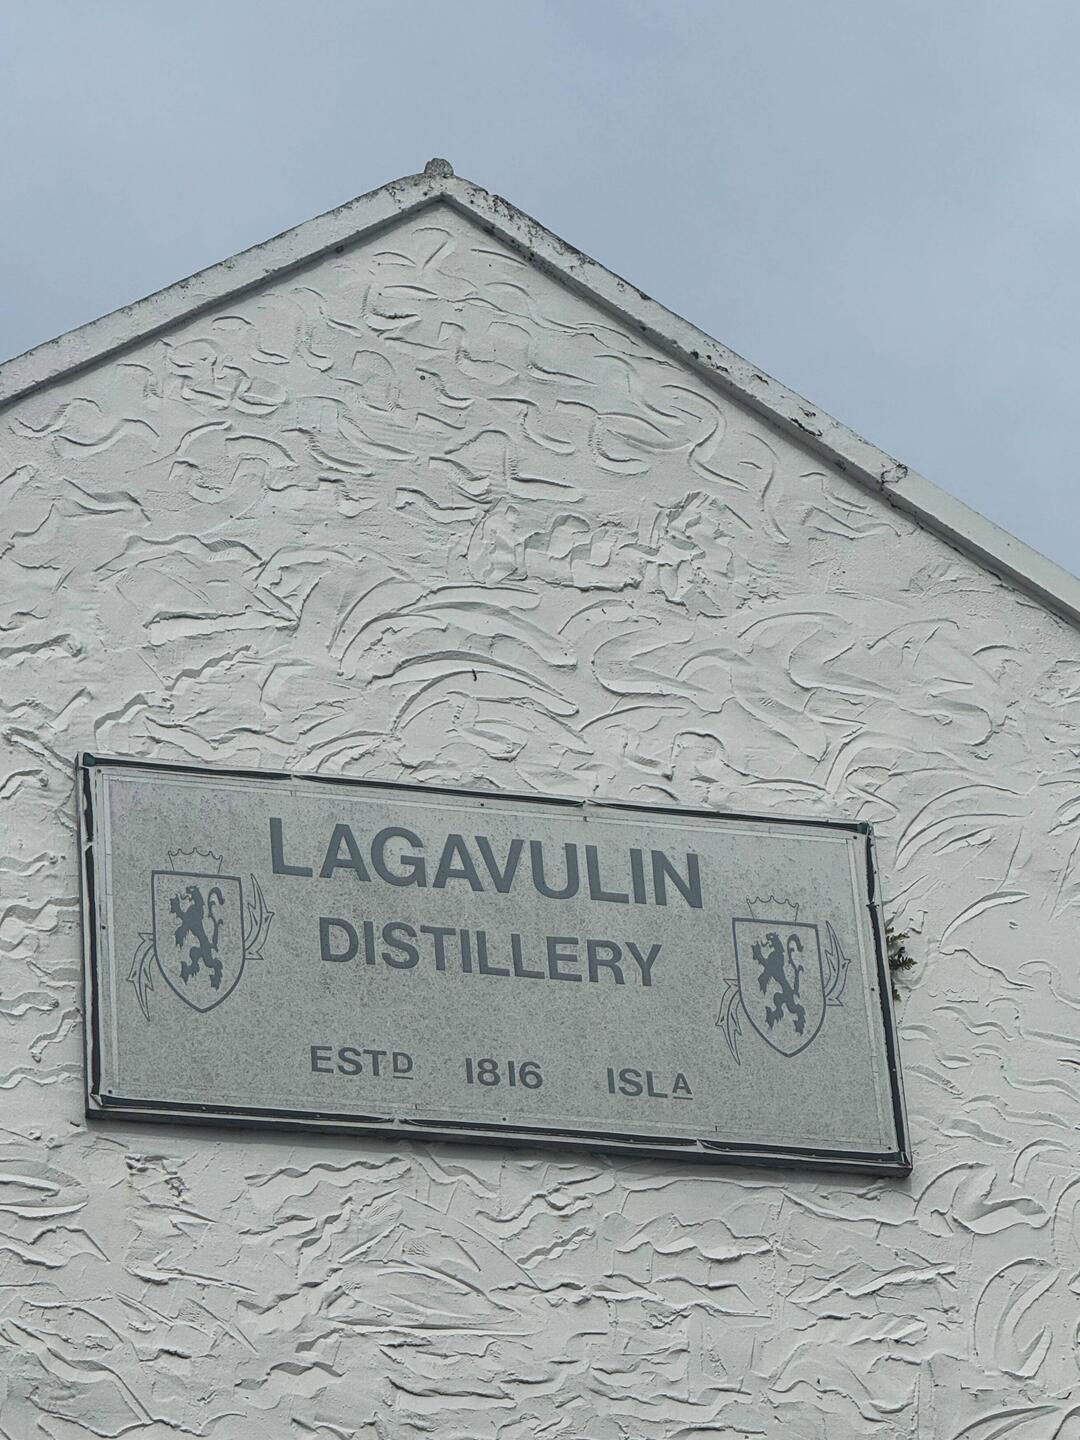 LAGAVULIN
DISTILLERY
ESTD 1816 ISLA